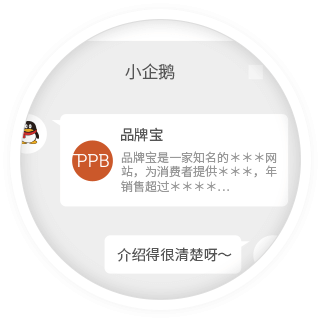 小企鹅
品牌宝
PPB
品牌宝是一家知名的＊＊＊网
站，为消费者提供＊＊＊，年
销售超过＊＊＊＊...
介绍得很清楚呀～